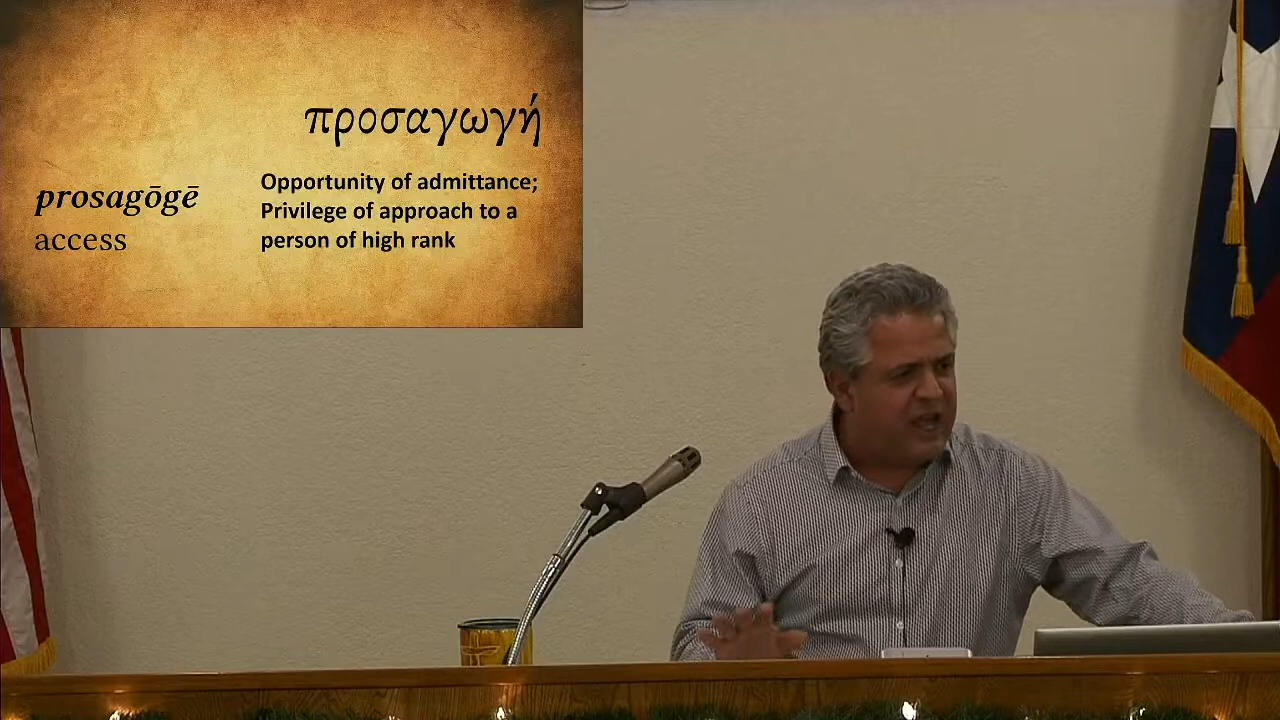 προσαγωγή
prosagōgē
access
Opportunity of admittance;
Privilege of approach to a
person of high rank